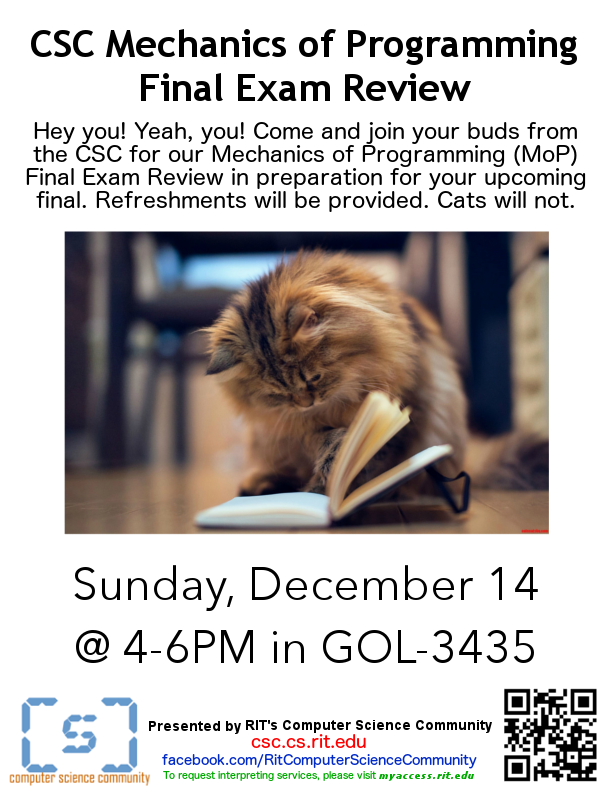 CSC Mechanics of Programming
Final Exam Review
Hey you! Yeah, you! Come and join your buds from
the CSC for our Mechanics of Programming (MoP)
Final Exam Review in preparation for your upcoming
final. Refreshments will be provided. Cats will not.
Sunday, December 14
@ 4-6PM in GOL-3435
[s]
computer science community
Presented by RIT's Computer Science Community
csc.cs.rit.edu
facebook.com/RitComputerScienceCommunity
To request interpreting services, please visit myaccess.rit.edu